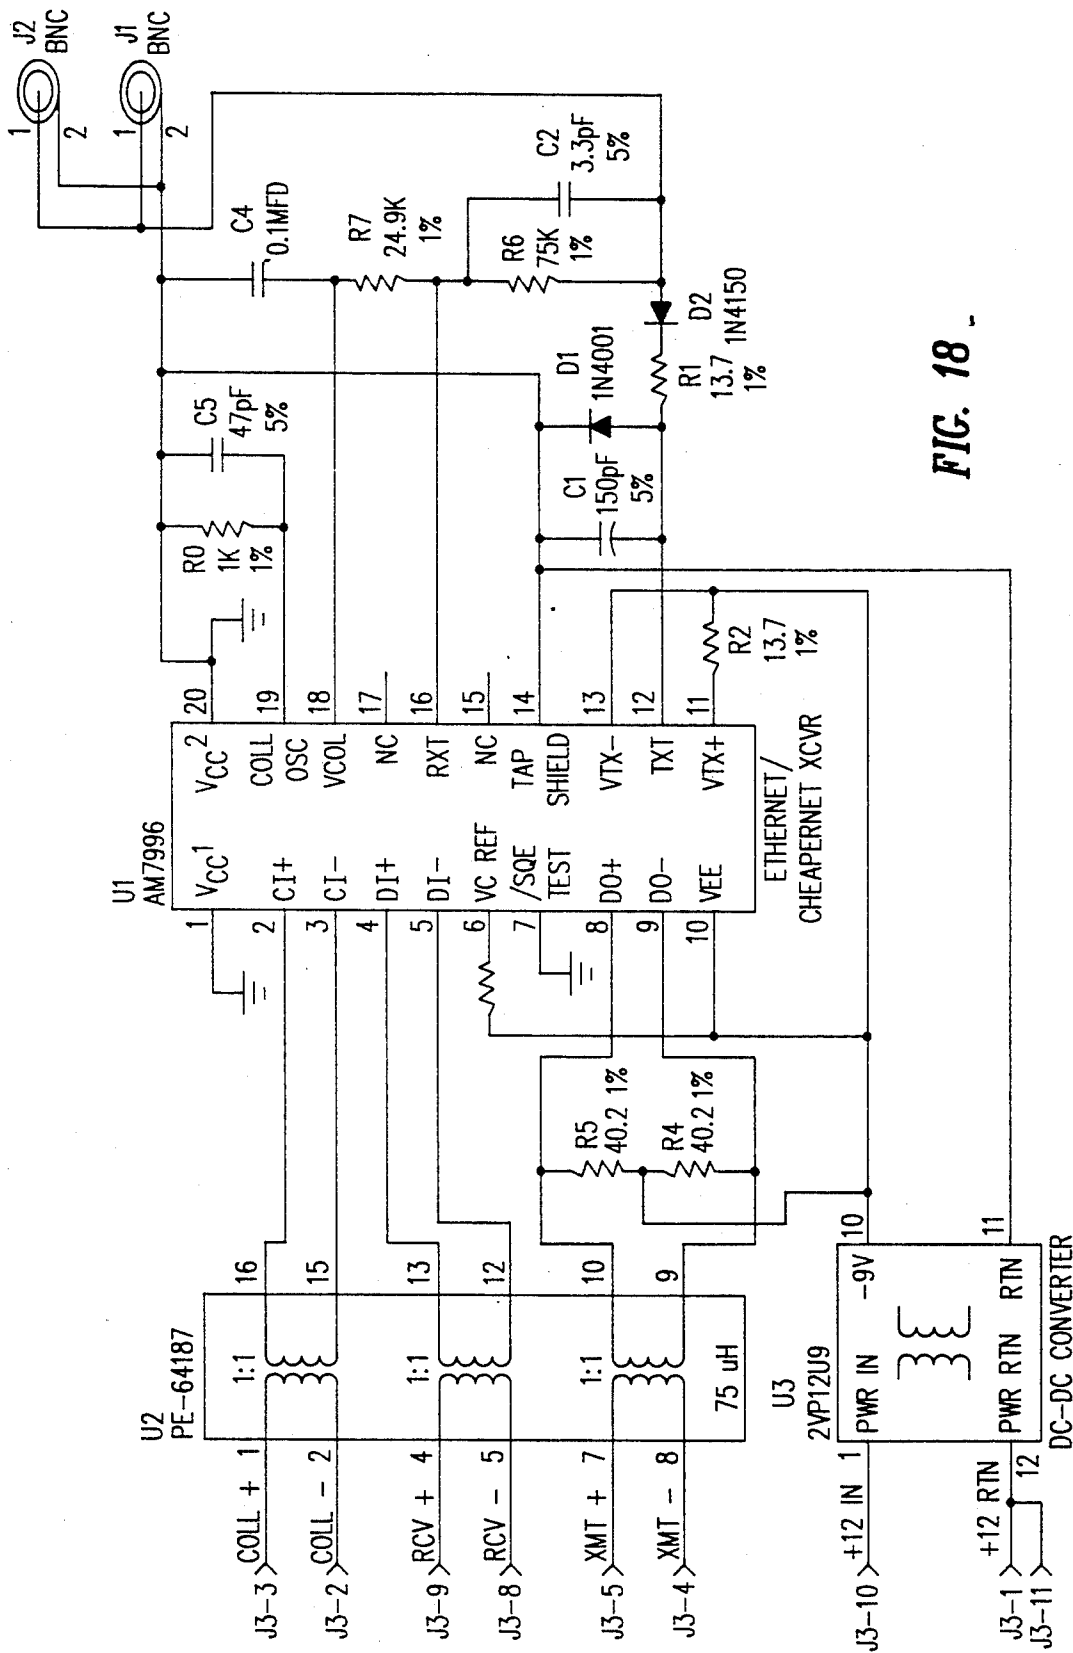 J2
BNC
1
2
J1
BNC
1
2
C4
0.1MFD
R7
24.9K
1%
C2
3.3pF
5%
R6
75K
1%
D2
1N4150
R1
13.7
1%
D1
1N4001
C1
150pF
5%
C5
47pF
5%
R0
1K
1%
R2
13.7
1%
FIG. 18
U1
AM7996
20
19
18
17
16
15
14
13
12
11
VCC2
COLL
OSC
VCOL
NC
RXT
NC
TAP
SHIELD
VTX-
TXT
VTX+
VCC1
CI+
CI-
DI+
DI-
VC REF
/SQE
TEST
DO+
DO-
VEE
1
2
3
4
5
6
7
8
9
10
ETHERNET/
CHEAPERNET XCVR
R5
40.2 1%
R4
40.2 1%
U2
PE-64187
16
15
13
12
10
9
1:1
1:1
1:1
75 uH
1
2
4
5
7
8
COLL +
COLL -
RCV +
RCV -
XMT +
XMT -
J3-3
J3-2
J3-9
J3-8
J3-5
J3-4
U3
2VP12U9
10
11
-9V
RTN
PWR IN
PWR RTN
DC-DC CONVERTER
1
12
+12 IN
+12 RTN
J3-10
J3-1
J3-11